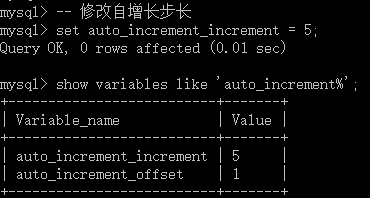 mysql> -- 修改自增长步长
mysql> set auto_increment_increment = 5;
Query OK, 0 rows affected (0.01 sec)

mysql> show variables like 'auto_increment%';
+--------------------------+-------+
| Variable_name            | Value |
+--------------------------+-------+
| auto_increment_increment | 5     |
| auto_increment_offset    | 1     |
+--------------------------+-------+